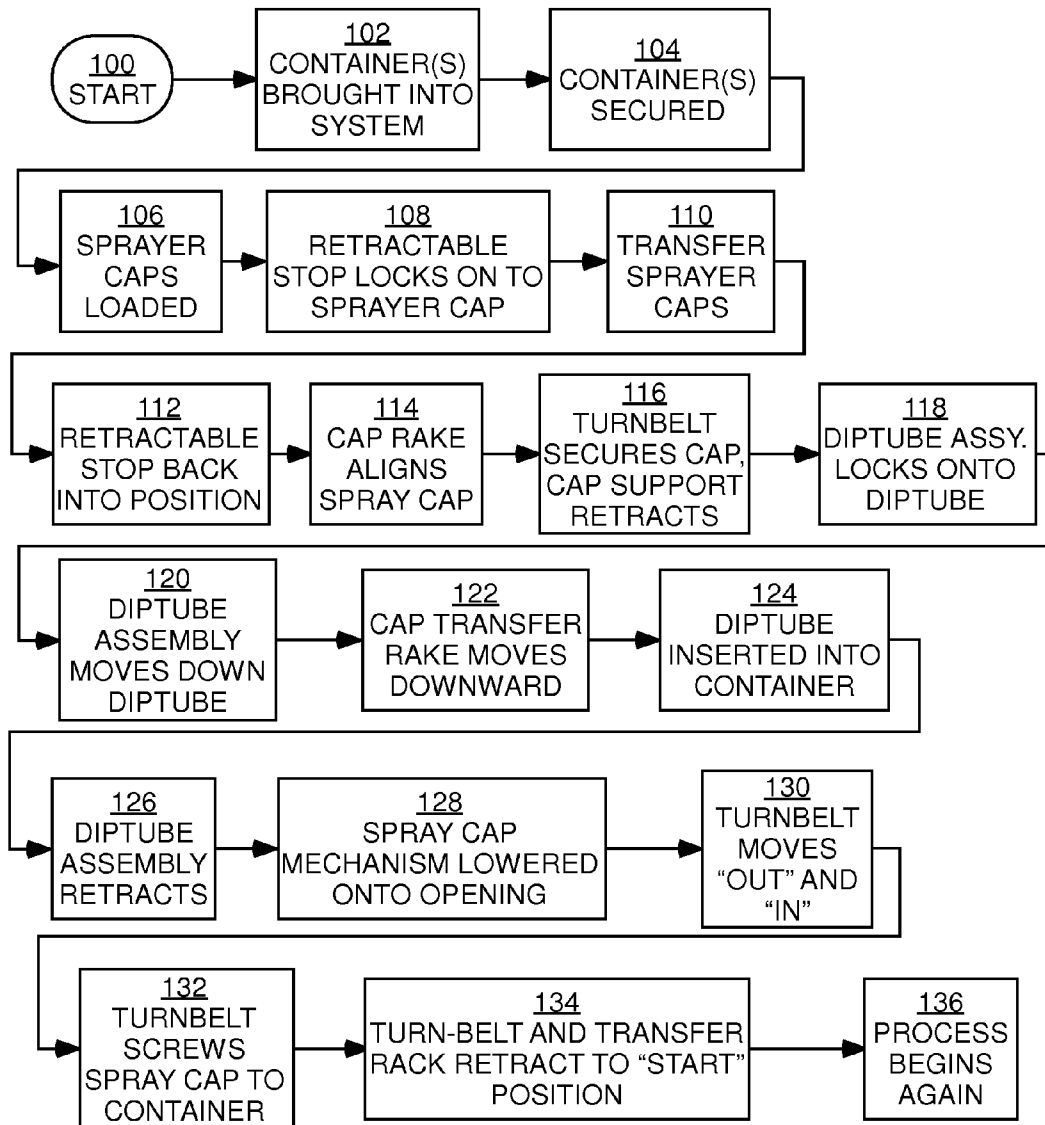 100
START
102
CONTAINER(S)
BROUGHT INTO
SYSTEM
104
CONTAINER(S)
SECURED
106
SPRAYER
CAPS
LOADED
108
RETRACTABLE
STOP LOCKS ON TO
SPRAYER CAP
110
TRANSFER
SPRAYER
CAPS
112
RETRACTABLE
STOP BACK
INTO POSITION
114
CAP RAKE
ALIGNS
SPRAY CAP
116
TURNBELT
SECURES CAP,
CAP SUPPORT
RETRACTS
118
DIPTUBE ASSY.
LOCKS ONTO
DIPTUBE
120
DIPTUBE
ASSEMBLY
MOVES DOWN
DIPTUBE
122
CAP TRANSFER
RAKE MOVES
DOWNWARD
124
DIPTUBE
INSERTED INTO
CONTAINER
126
DIPTUBE
ASSEMBLY
RETRACTS
128
SPRAY CAP
MECHANISM LOWERED
ONTO OPENING
130
TURNBELT
MOVES
“OUT” AND
“IN”
132
TURNBELT
SCREWS
SPRAY CAP TO
CONTAINER
134
TURN-BELT AND TRANSFER
RACK RETRACT TO “START”
POSITION
136
PROCESS
BEGINS
AGAIN